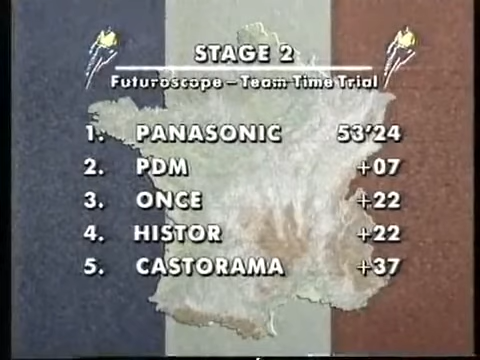 STAGE 2
Futuroscope – Team Time Trial
1. PANASONIC 53'24
2. PDM +07
3. ONCE +22
4. HISTOR +22
5. CASTORAMA +37